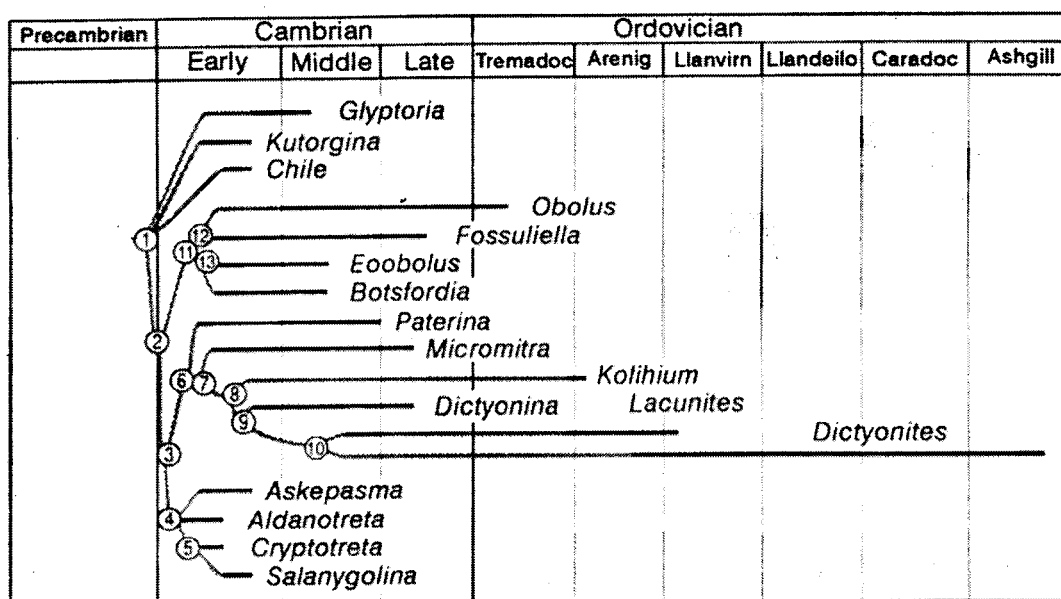 Precambrian Cambrian Ordovician
Early Middle Late Tremadoc Arenig Llanvirn Llandeilo Caradoc Ashgill
Glyptoria
Kutorgina
Chile
1
12 Obolus
11 Fossuliella
13 Eoobolus
Botsfordia
2
Paterina
Micromitra
6 7 8 Kolihium
9 Dictyonina Lacunites
10 Dictyonites
3
Askepasma
4 Aldanotreta
5 Cryptotreta
Salanygolina